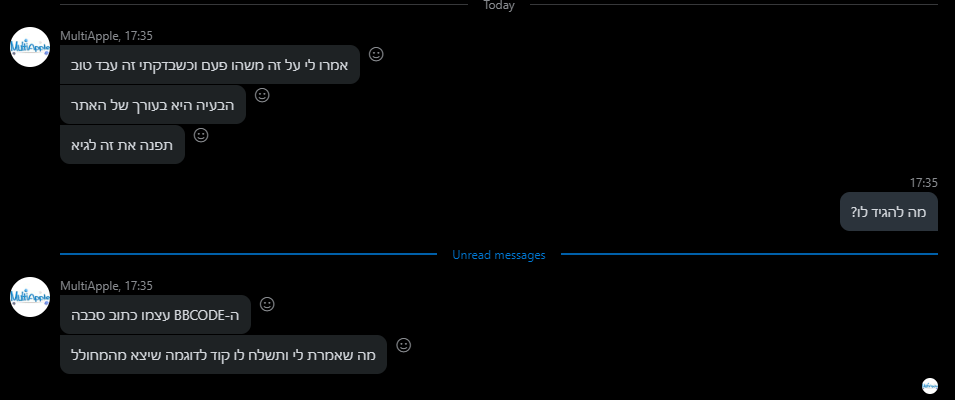 Today
MultiApple, 17:35
אמרו לי על זה משהו פעם וכשבדקתי זה עבד טוב
הבעיה היא בעורך של האתר
תפנה את זה לגיא
17:35
מה להגיד לו?
Unread messages
MultiApple, 17:35
ה-BBCODE עצמו כתוב סבבה
מה שאמרת לי ותשלח לו קוד לדוגמה שיצא מהמחולל
MultiApple
MultiApple